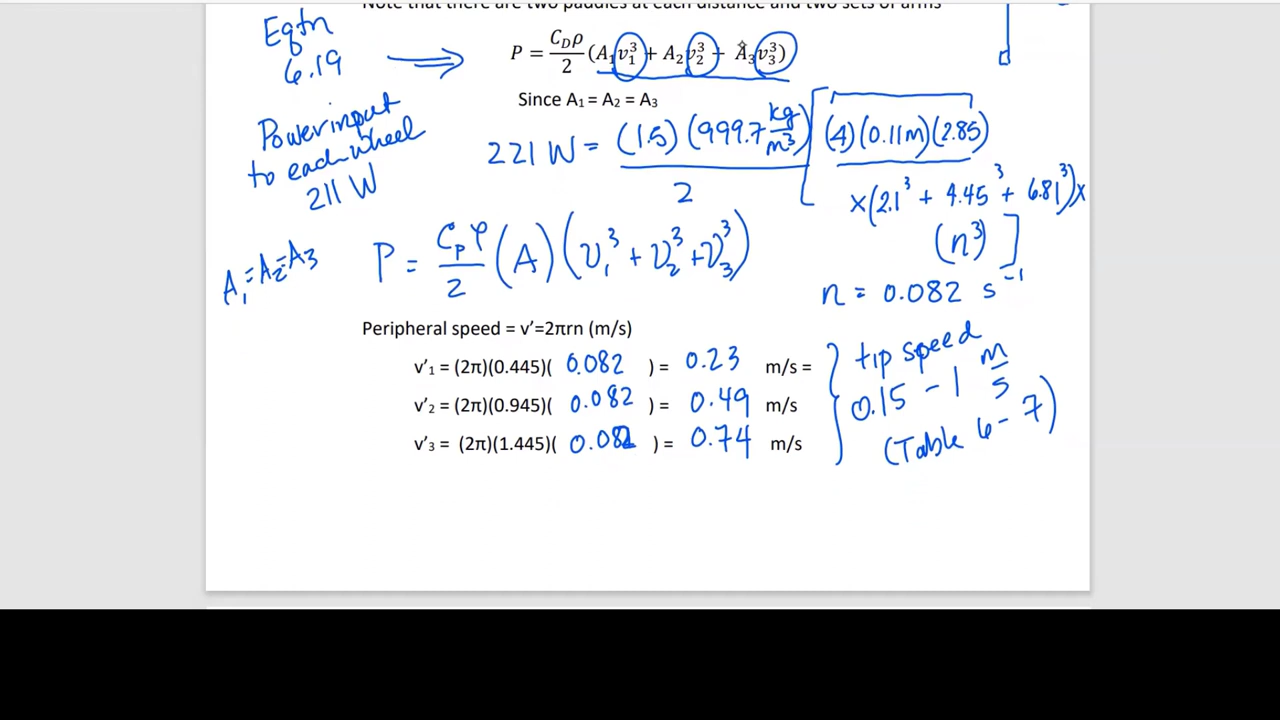 Note that there are two paddles at each distance and two sets of arms
Eqtn
6.19
P = C_Dρ/2 (A₁v₁³ + A₂v₂³ + A₃v₃³)
Since A₁ = A₂ = A₃
Power input
to each wheel
211 W
221 W = (1.5)(999.7 kg/m³)/2 [(4)(0.11m)(2.85)
×(2.1³ + 4.45³ + 6.81³)×
(n³)]
A₁=A₂=A₃
P = C_Pρ/2 (A)(v₁³ + v₂³ + v₃³)
n = 0.082 s⁻¹
Peripheral speed = v'=2πrn (m/s)
v'₁ = (2π)(0.445)( 0.082 ) = 0.23 m/s =
v'₂ = (2π)(0.945)( 0.082 ) = 0.49 m/s
v'₃ = (2π)(1.445)( 0.082 ) = 0.74 m/s
tip speed
0.15 - 1 m/s
(Table 6-7)